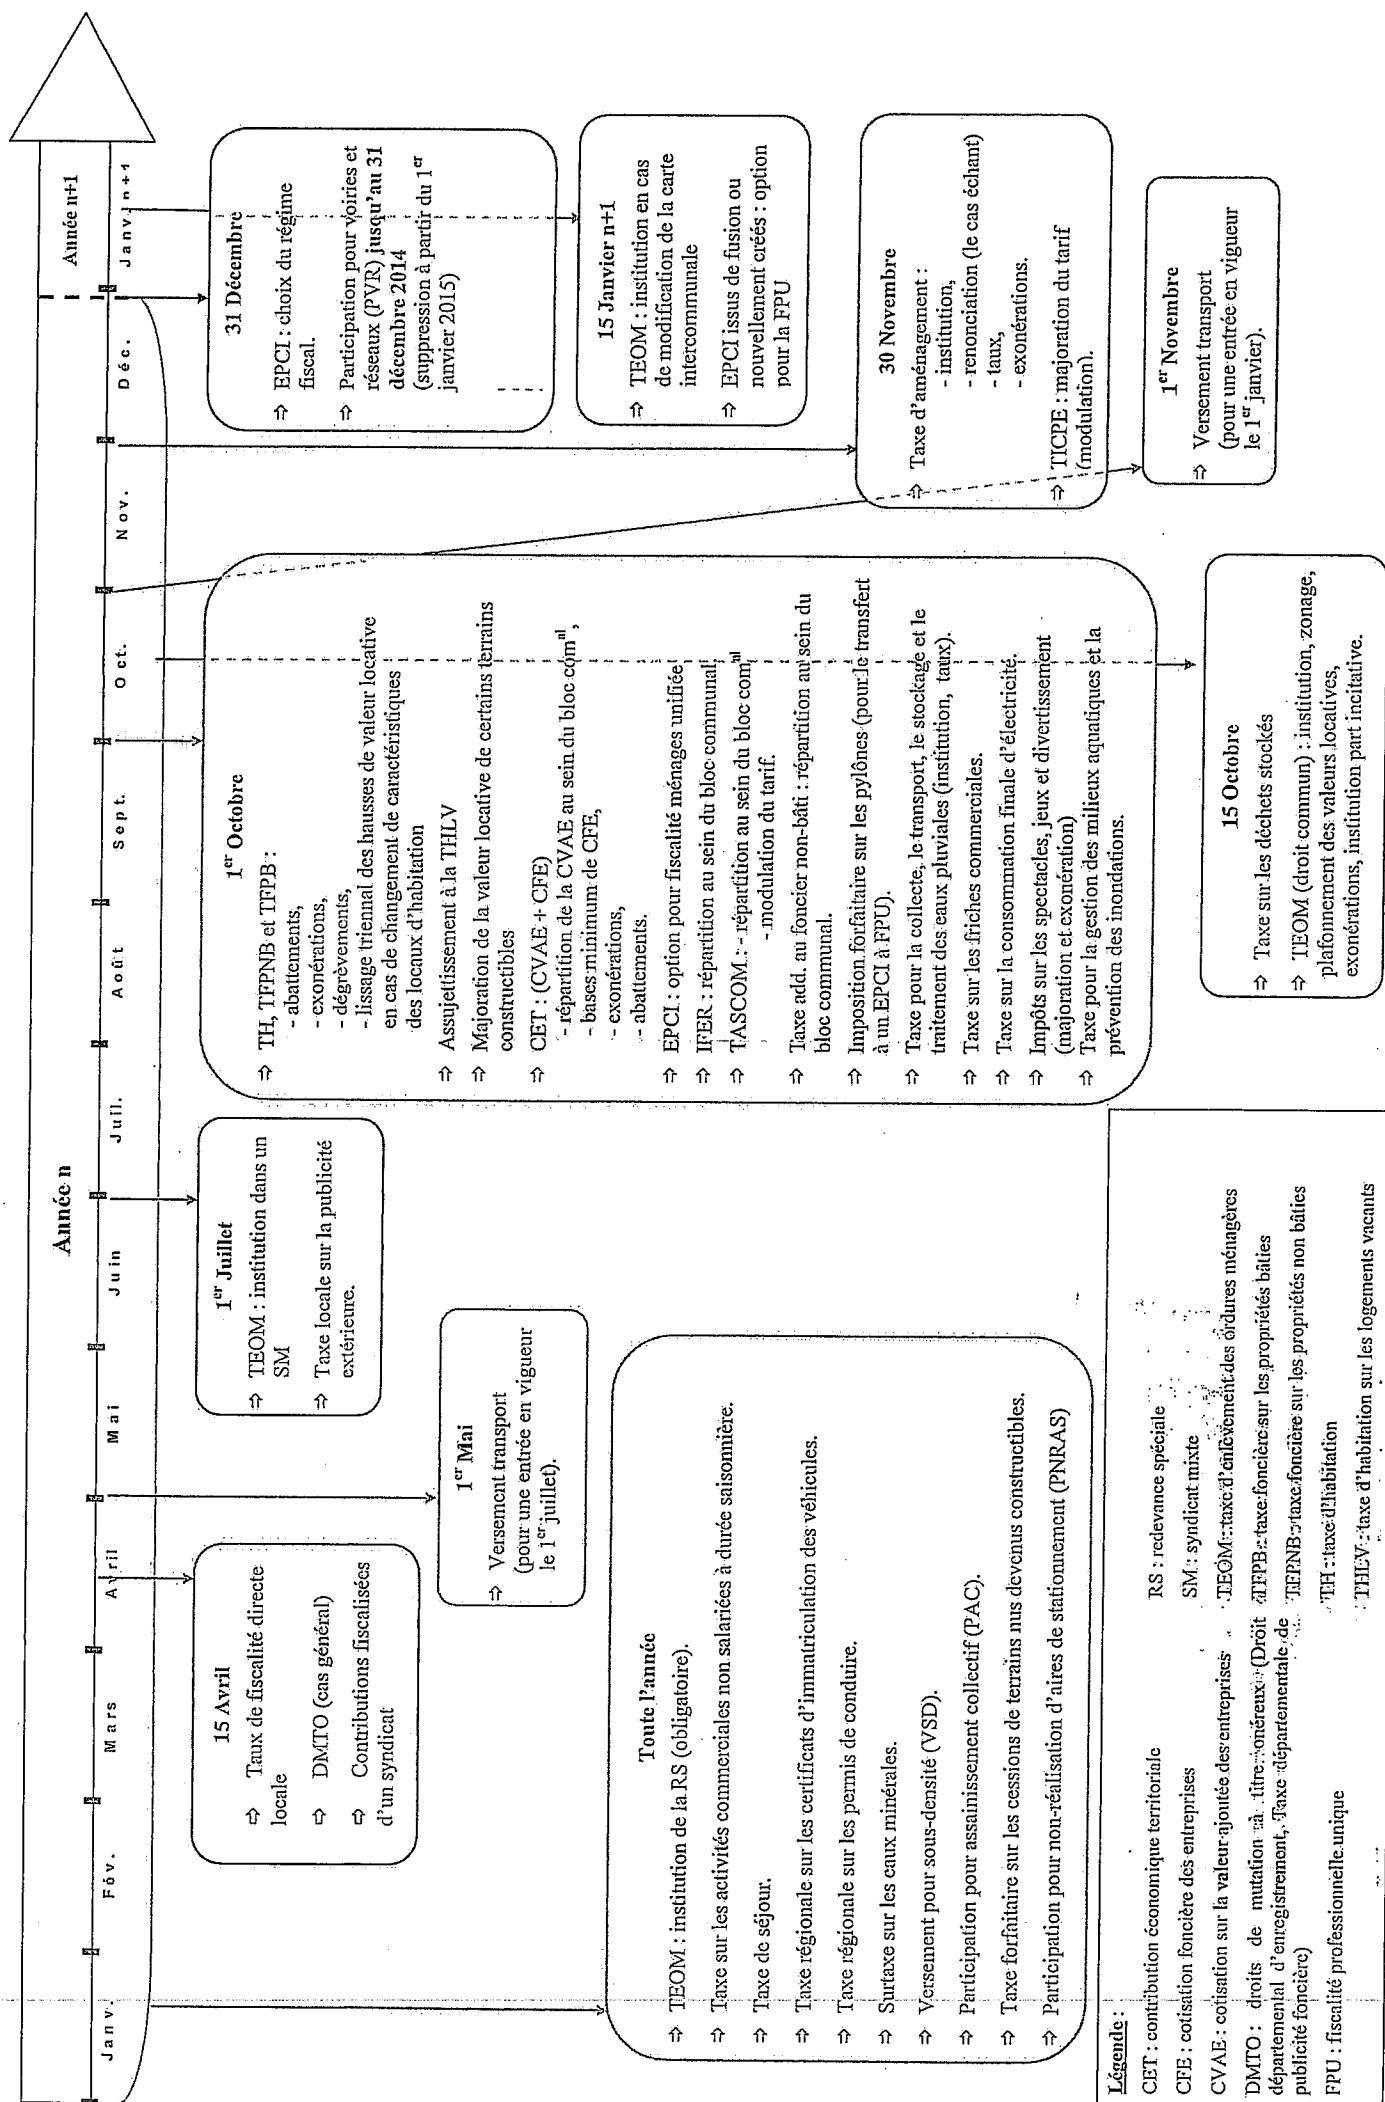 Année n
Année n+1
Janv.
Fév.
Mars
Avril
Mai
Juin
Juil.
Août
Sept.
Oct.
Nov.
Déc.
Janv. n+1
15 Avril
⇨ Taux de fiscalité directe
locale
⇨ DMTO (cas général)
⇨ Contributions fiscalisées
d'un syndicat
1er Mai
⇨ Versement transport
(pour une entrée en vigueur
le 1er juillet).
1er Juillet
⇨ TEOM : institution dans un
SM
⇨ Taxe locale sur la publicité
extérieure.
Toute l'année
⇨ TEOM : institution de la RS (obligatoire).
⇨ Taxe sur les activités commerciales non salariées à durée saisonnière.
⇨ Taxe de séjour.
⇨ Taxe régionale sur les certificats d'immatriculation des véhicules.
⇨ Taxe régionale sur les permis de conduire.
⇨ Surtaxe sur les eaux minérales.
⇨ Versement pour sous-densité (VSD).
⇨ Participation pour assainissement collectif (PAC).
⇨ Taxe forfaitaire sur les cessions de terrains nus devenus constructibles.
⇨ Participation pour non-réalisation d'aires de stationnement (PNRAS)
1er Octobre
⇨ TH, TFPNB et TFPB :
- abattements,
- exonérations,
- dégrèvements,
- lissage triennal des hausses de valeur locative
en cas de changement de caractéristiques
des locaux d'habitation
⇨ Assujettissement à la THLV
⇨ Majoration de la valeur locative de certains terrains
constructibles
⇨ CET : (CVAE + CFE)
- répartition de la CVAE au sein du bloc com^nl,
- bases minimum de CFE,
- exonérations,
- abattements.
⇨ EPCI : option pour fiscalité ménages unifiée
⇨ IFER : répartition au sein du bloc communal
⇨ TASCOM : - répartition au sein du bloc com^nl
- modulation du tarif.
⇨ Taxe add. au foncier non-bâti : répartition au sein du
bloc communal.
⇨ Imposition forfaitaire sur les pylônes (pour le transfert
à un EPCI à FPU).
⇨ Taxe pour la collecte, le transport, le stockage et le
traitement des eaux pluviales (institution, taux).
⇨ Taxe sur les friches commerciales.
⇨ Taxe sur la consommation finale d'électricité.
⇨ Impôts sur les spectacles, jeux et divertissement
(majoration et exonération)
⇨ Taxe pour la gestion des milieux aquatiques et la
prévention des inondations.
15 Octobre
⇨ Taxe sur les déchets stockés
⇨ TEOM (droit commun) : institution, zonage,
plafonnement des valeurs locatives,
exonérations, institution part incitative.
31 Décembre
⇨ EPCI : choix du régime
fiscal.
⇨ Participation pour voiries et
réseaux (PVR) jusqu'au 31
décembre 2014
(suppression à partir du 1er
janvier 2015)
15 Janvier n+1
⇨ TEOM : institution en cas
de modification de la carte
intercommunale
⇨ EPCI issus de fusion ou
nouvellement créés : option
pour la FPU
30 Novembre
⇨ Taxe d'aménagement :
- institution,
- renonciation (le cas échant)
- taux,
- exonérations.
⇨ TICPE : majoration du tarif
(modulation).
1er Novembre
⇨ Versement transport
(pour une entrée en vigueur
le 1er janvier).
Légende :
CET : contribution économique territoriale
CFE : cotisation foncière des entreprises
CVAE : cotisation sur la valeur ajoutée des entreprises
DMTO : droits de mutation à titre onéreux (Droit
départemental d'enregistrement, Taxe départementale de
publicité foncière)
FPU : fiscalité professionnelle unique
RS : redevance spéciale
SM : syndicat mixte
TEOM : taxe d'enlèvement des ordures ménagères
TFPB : taxe foncière sur les propriétés bâties
TFPNB : taxe foncière sur les propriétés non bâties
TH : taxe d'habitation
THLV : taxe d'habitation sur les logements vacants